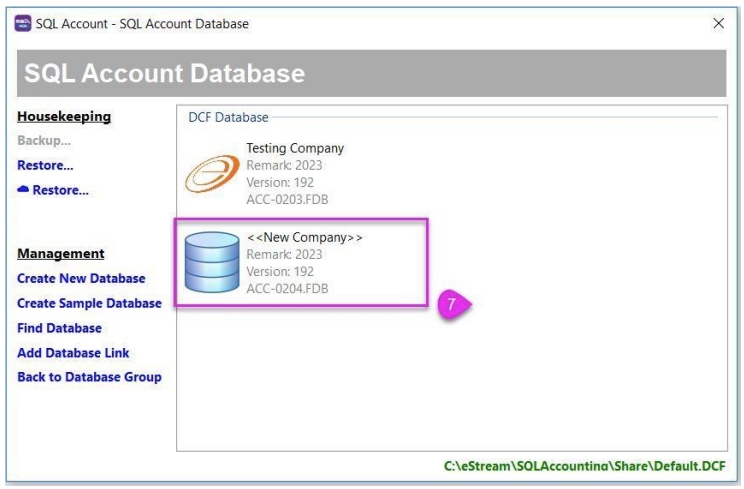 SQL Account - SQL Account Database
SQL Account Database
Housekeeping
Backup...
Restore...
Restore...
Management
Create New Database
Create Sample Database
Find Database
Add Database Link
Back to Database Group
DCF Database
Testing Company
Remark: 2023
Version: 192
ACC-0203.FDB
<<New Company>>
Remark: 2023
Version: 192
ACC-0204.FDB
7
C:\eStream\SQLAccounting\Share\Default.DCF